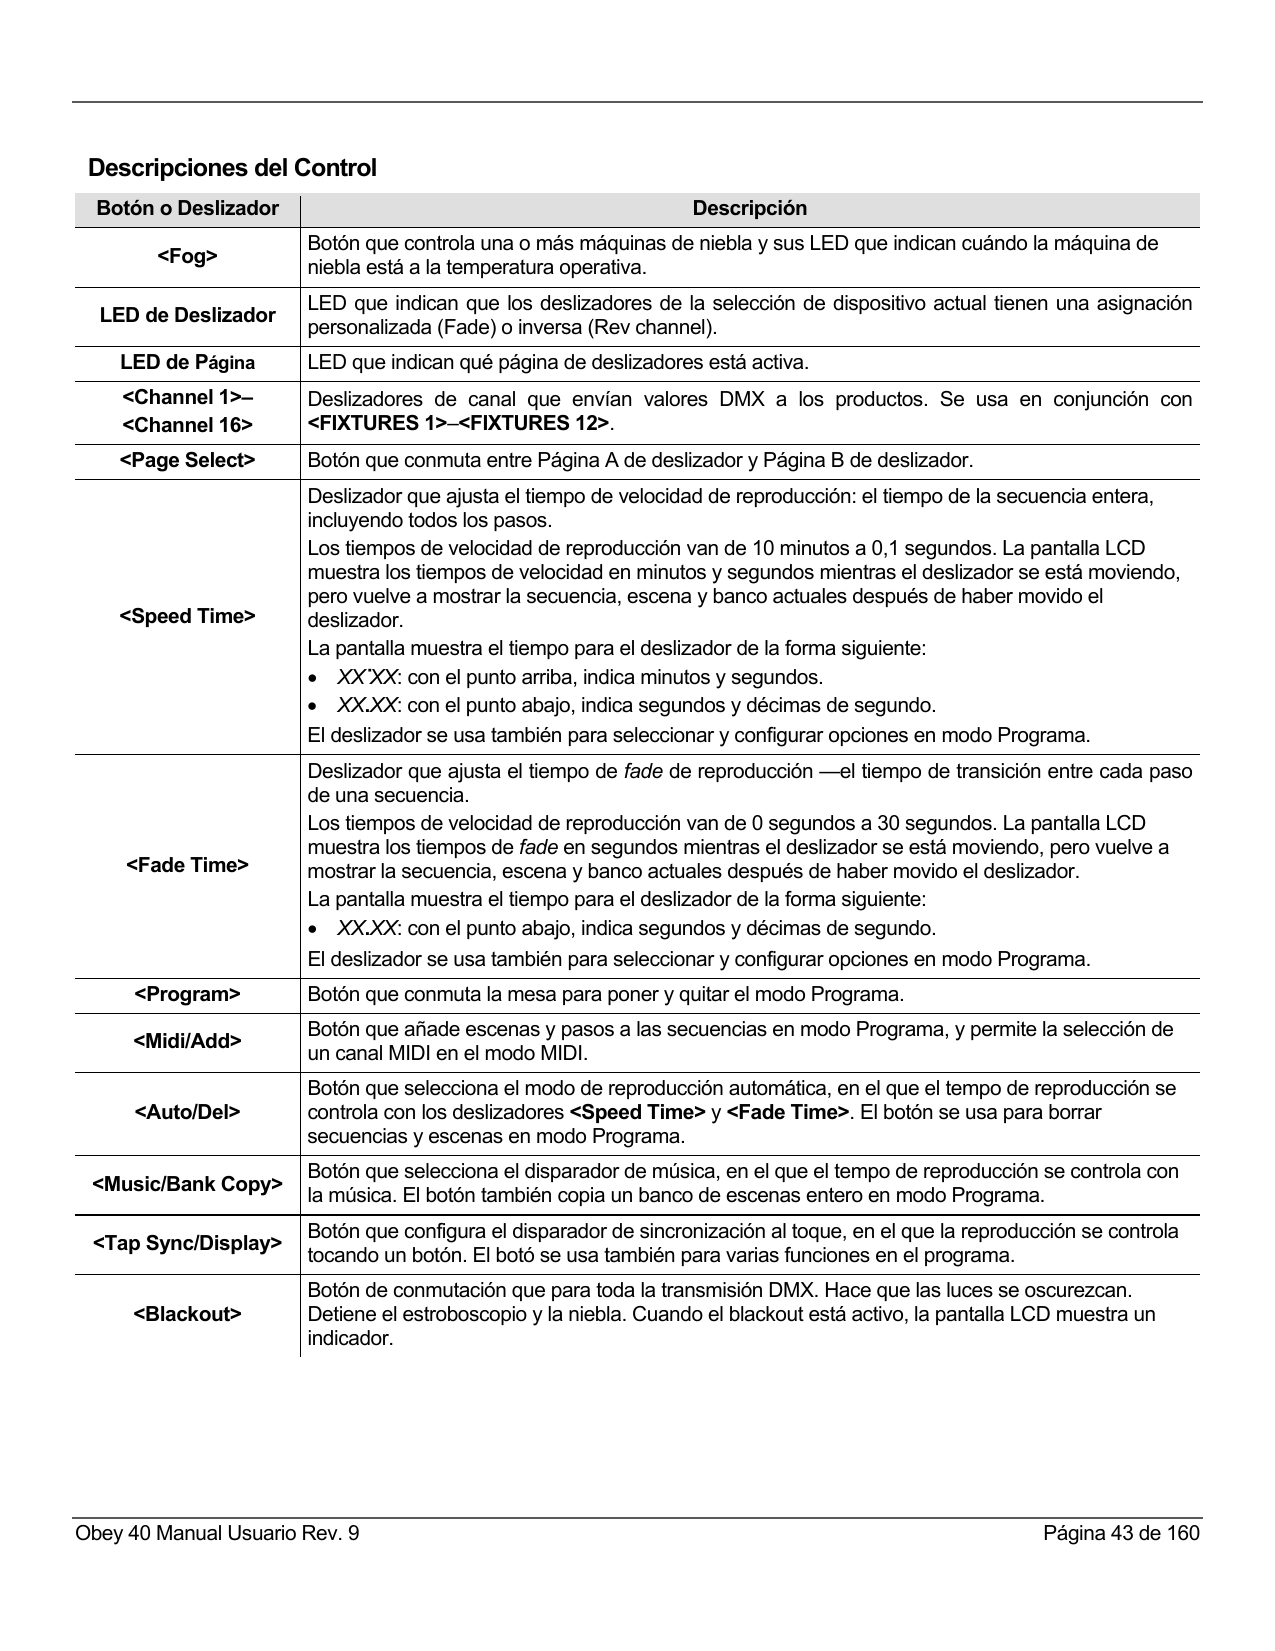 Descripciones del Control
Botón o Deslizador Descripción
<Fog>
Botón que controla una o más máquinas de niebla y sus LED que indican cuándo la máquina de
niebla está a la temperatura operativa.
LED de Deslizador
LED que indican que los deslizadores de la selección de dispositivo actual tienen una asignación
personalizada (Fade) o inversa (Rev channel).
LED de Página LED que indican qué página de deslizadores está activa.
<Channel 1>–
<Channel 16>
Deslizadores de canal que envían valores DMX a los productos. Se usa en conjunción con
<FIXTURES 1>–<FIXTURES 12>.
<Page Select> Botón que conmuta entre Página A de deslizador y Página B de deslizador.
<Speed Time>
Deslizador que ajusta el tiempo de velocidad de reproducción: el tiempo de la secuencia entera,
incluyendo todos los pasos.
Los tiempos de velocidad de reproducción van de 10 minutos a 0,1 segundos. La pantalla LCD
muestra los tiempos de velocidad en minutos y segundos mientras el deslizador se está moviendo,
pero vuelve a mostrar la secuencia, escena y banco actuales después de haber movido el
deslizador.
La pantalla muestra el tiempo para el deslizador de la forma siguiente:
• XX˙XX: con el punto arriba, indica minutos y segundos.
• XX.XX: con el punto abajo, indica segundos y décimas de segundo.
El deslizador se usa también para seleccionar y configurar opciones en modo Programa.
<Fade Time>
Deslizador que ajusta el tiempo de fade de reproducción —el tiempo de transición entre cada paso
de una secuencia.
Los tiempos de velocidad de reproducción van de 0 segundos a 30 segundos. La pantalla LCD
muestra los tiempos de fade en segundos mientras el deslizador se está moviendo, pero vuelve a
mostrar la secuencia, escena y banco actuales después de haber movido el deslizador.
La pantalla muestra el tiempo para el deslizador de la forma siguiente:
• XX.XX: con el punto abajo, indica segundos y décimas de segundo.
El deslizador se usa también para seleccionar y configurar opciones en modo Programa.
<Program> Botón que conmuta la mesa para poner y quitar el modo Programa.
<Midi/Add>
Botón que añade escenas y pasos a las secuencias en modo Programa, y permite la selección de
un canal MIDI en el modo MIDI.
<Auto/Del>
Botón que selecciona el modo de reproducción automática, en el que el tempo de reproducción se
controla con los deslizadores <Speed Time> y <Fade Time>. El botón se usa para borrar
secuencias y escenas en modo Programa.
<Music/Bank Copy>
Botón que selecciona el disparador de música, en el que el tempo de reproducción se controla con
la música. El botón también copia un banco de escenas entero en modo Programa.
<Tap Sync/Display>
Botón que configura el disparador de sincronización al toque, en el que la reproducción se controla
tocando un botón. El botó se usa también para varias funciones en el programa.
<Blackout>
Botón de conmutación que para toda la transmisión DMX. Hace que las luces se oscurezcan.
Detiene el estroboscopio y la niebla. Cuando el blackout está activo, la pantalla LCD muestra un
indicador.
Obey 40 Manual Usuario Rev. 9 Página 43 de 160